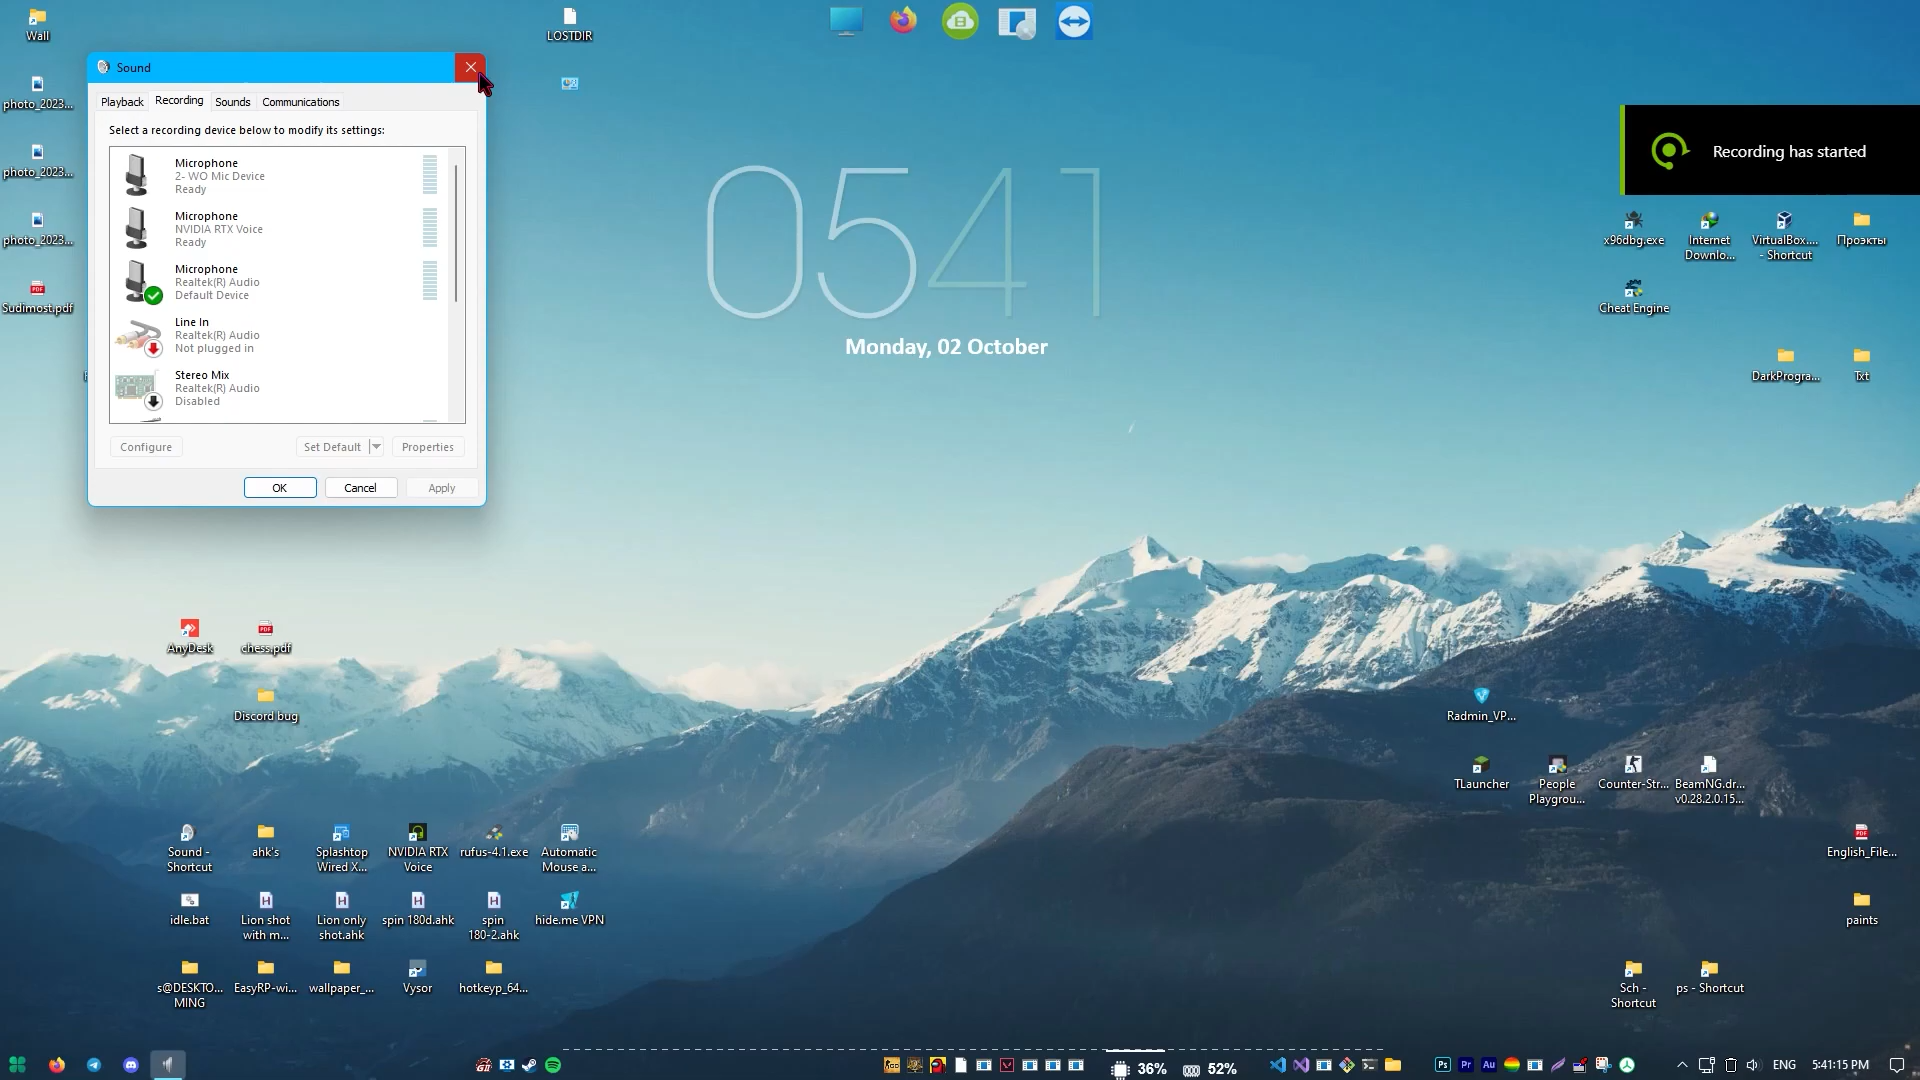 Wall
LOSTDIR
Sound
photo_2023...
Playback
Recording
Sounds
Communications
Select a recording device below to modify its settings:
Microphone
2- WO Mic Device
Ready
Microphone
NVIDIA RTX Voice
Ready
Microphone
Realtek(R) Audio
Default Device
Line In
Realtek(R) Audio
Not plugged in
Stereo Mix
Realtek(R) Audio
Disabled
Configure
Set Default
Properties
OK
Cancel
Apply
photo_2023...
photo_2023...
Sudimost.pdf
0541
Monday, 02 October
Recording has started
x96dbg.exe
Internet
Downlo...
VirtualBox....
- Shortcut
Проэкты
Cheat Engine
DarkProgra...
Txt
AnyDesk
chess.pdf
Discord bug
Radmin_VP...
TLauncher
People
Playgrou...
Counter-Str...
BeamNG.dr...
v0.28.2.0.15...
Sound -
Shortcut
ahk's
Splashtop
Wired X...
NVIDIA RTX
Voice
rufus-4.1.exe
Automatic
Mouse a...
English_File...
idle.bat
Lion shot
with m...
Lion only
shot.ahk
spin 180d.ahk
spin
180-2.ahk
hide.me VPN
paints
s@DESKTO...
MING
EasyRP-wi...
wallpaper_...
Vysor
hotkeyp_64...
Sch -
Shortcut
ps - Shortcut
36%
52%
Ps
Pr
Au
ENG
5:41:15 PM